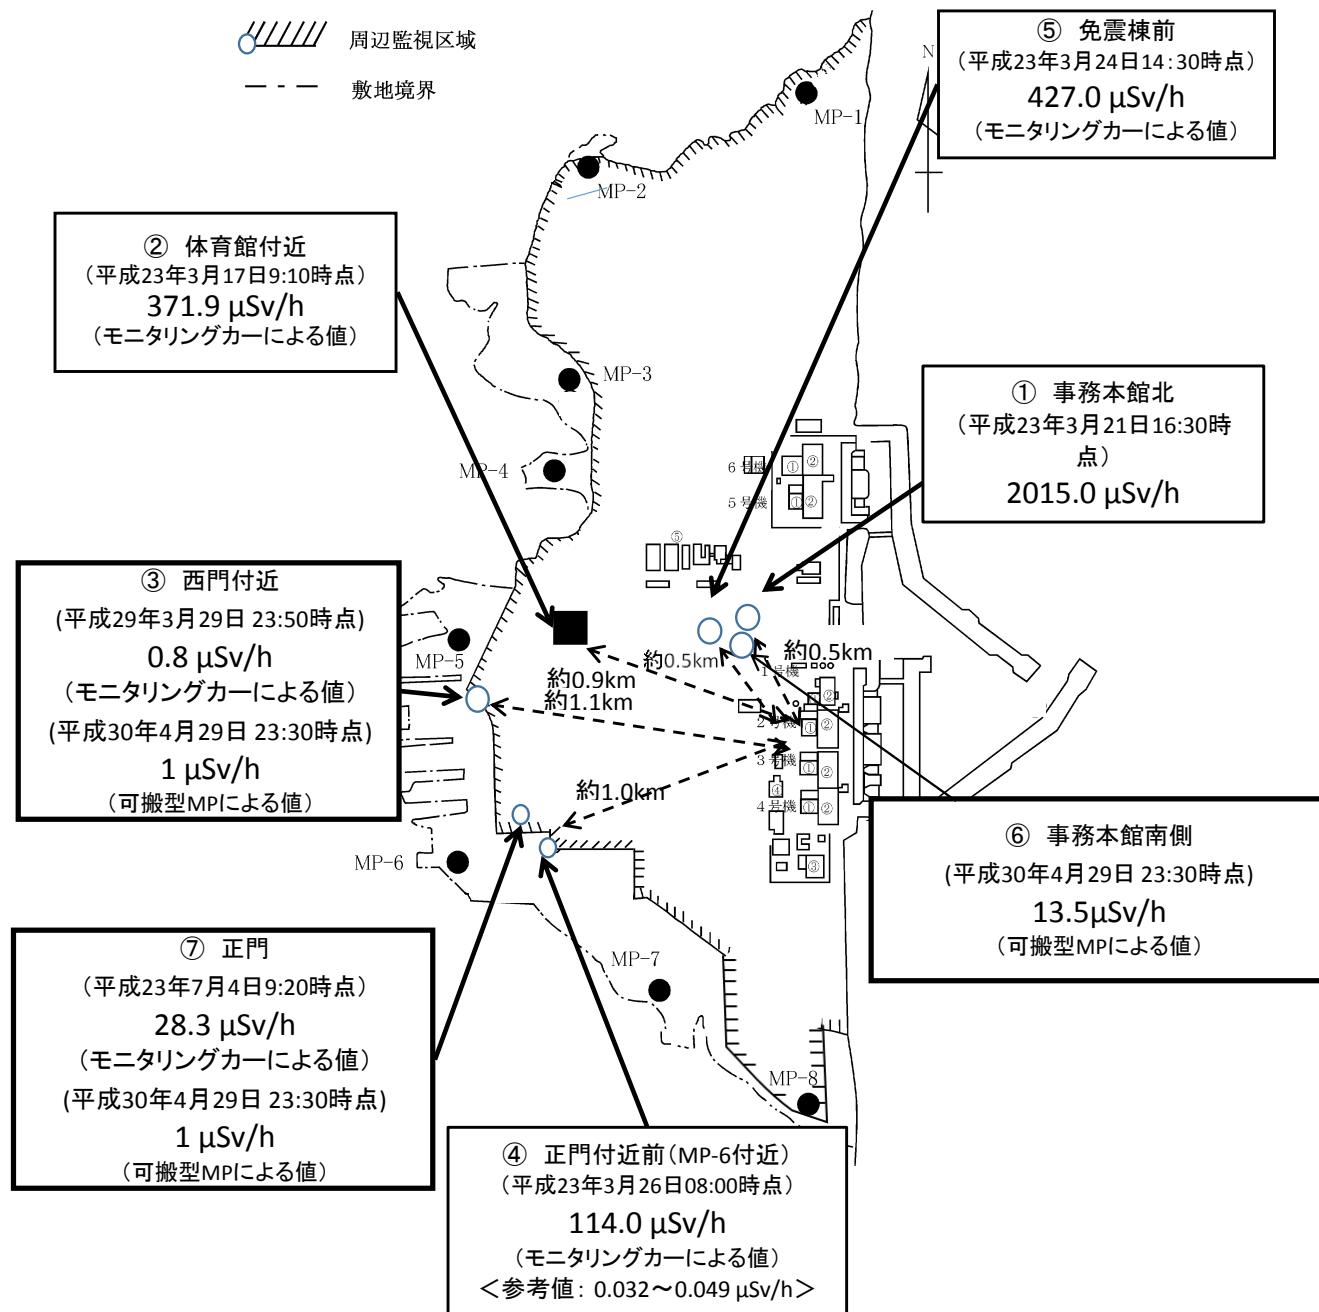 周辺監視区域
敷地境界
N
⑤ 免震棟前
(平成23年3月24日14:30時点)
427.0 μSv/h
(モニタリングカーによる値)
MP-1
MP-2
② 体育館付近
(平成23年3月17日9:10時点)
371.9 μSv/h
(モニタリングカーによる値)
MP-3
① 事務本館北
(平成23年3月21日16:30時
点)
2015.0 μSv/h
MP-4
6号機
① ②
5号機
① ②
⑤
③ 西門付近
(平成29年3月29日 23:50時点)
0.8 μSv/h
(モニタリングカーによる値)
(平成30年4月29日 23:30時点)
1 μSv/h
(可搬型MPによる値)
MP-5
約0.5km
約0.5km
約0.9km
約1.1km
約1.0km
1号機
②
2号機
① ②
3号機
① ②
④
4号機
① ②
③
MP-6
⑥ 事務本館南側
(平成30年4月29日 23:30時点)
13.5μSv/h
(可搬型MPによる値)
⑦ 正門
(平成23年7月4日9:20時点)
28.3 μSv/h
(モニタリングカーによる値)
(平成30年4月29日 23:30時点)
1 μSv/h
(可搬型MPによる値)
MP-7
MP-8
④ 正門付近前(MP-6付近)
(平成23年3月26日08:00時点)
114.0 μSv/h
(モニタリングカーによる値)
<参考値: 0.032～0.049 μSv/h>